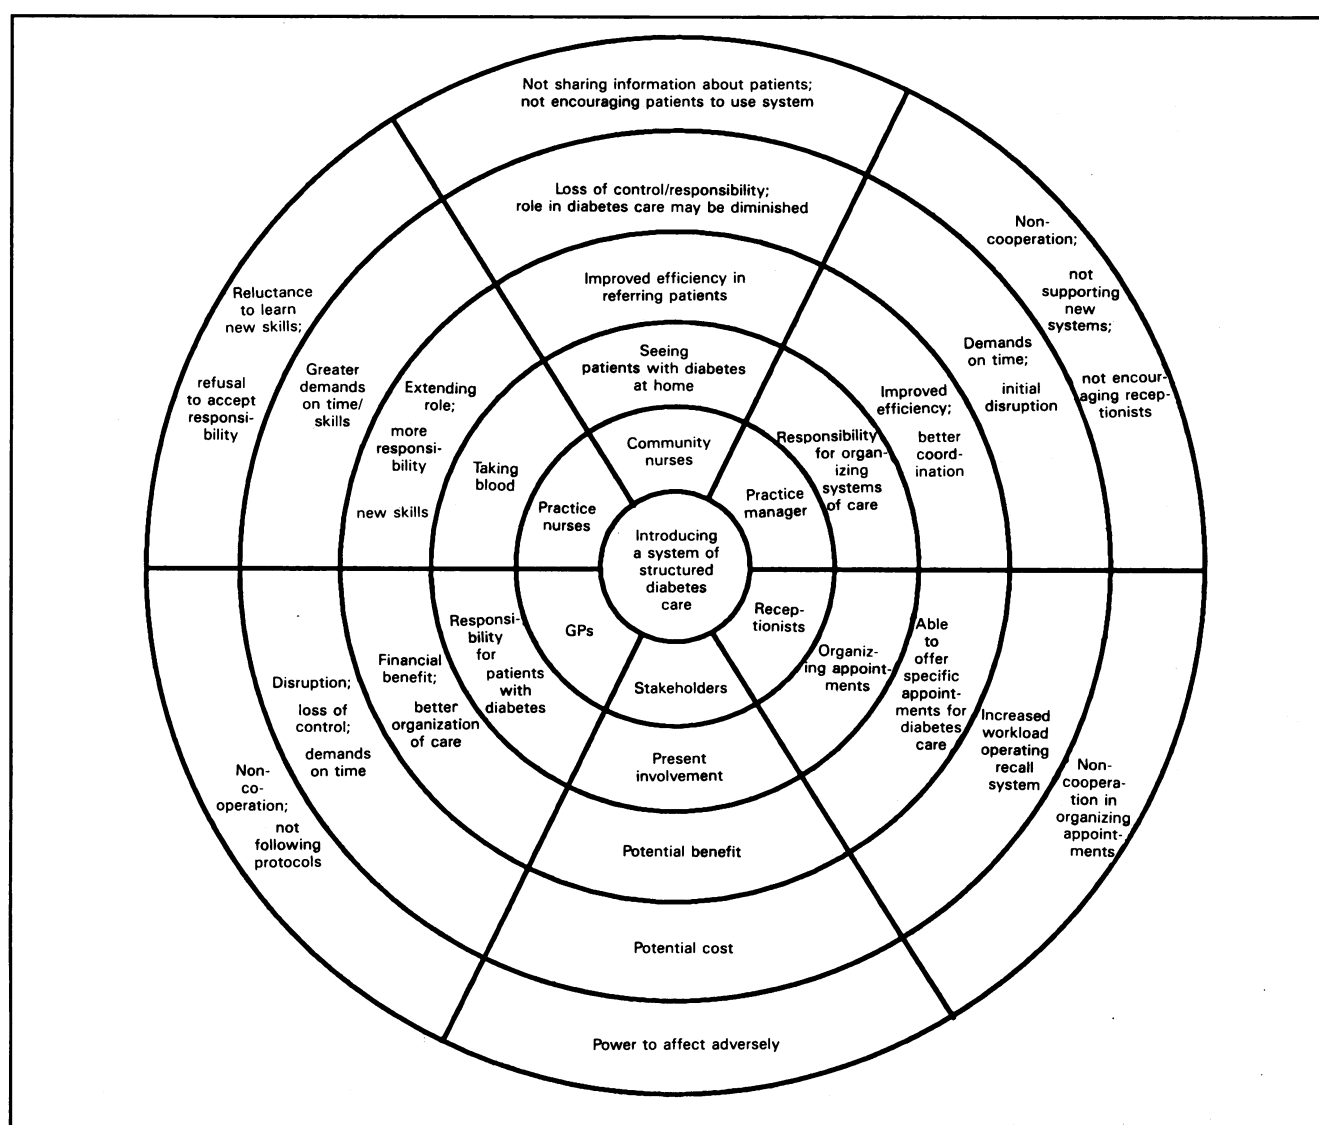 Not sharing information about patients;
not encouraging patients to use system
Loss of control/responsibility;
role in diabetes care may be diminished
Improved efficiency in
referring patients
Seeing
patients with diabetes
at home
Community
nurses
Non-
cooperation;
not
supporting
new
systems;
not encour-
aging recep-
tionists
Demands
on time;
initial
disruption
Improved
efficiency;
better
coord-
ination
Responsibility
for organ-
izing
systems
of care
Practice
manager
Reluctance
to learn
new skills;
refusal
to accept
responsi-
bility
Greater
demands
on time/
skills
Extending
role;
more
responsi-
bility
new skills
Taking
blood
Practice
nurses
Introducing
a system of
structured
diabetes
care
GPs
Responsi-
bility
for
patients
with
diabetes
Financial
benefit;
better
organization
of care
Disruption;
loss of
control;
demands
on time
Non-
co-
operation;
not
following
protocols
Recep-
tionists
Organiz-
ing appoint-
ments
Able
to
offer
specific
appoint-
ments for
diabetes
care
Increased
workload
operating
recall
system
Non-
coopera-
tion in
organizing
appoint-
ments
Stakeholders
Present
involvement
Potential benefit
Potential cost
Power to affect adversely